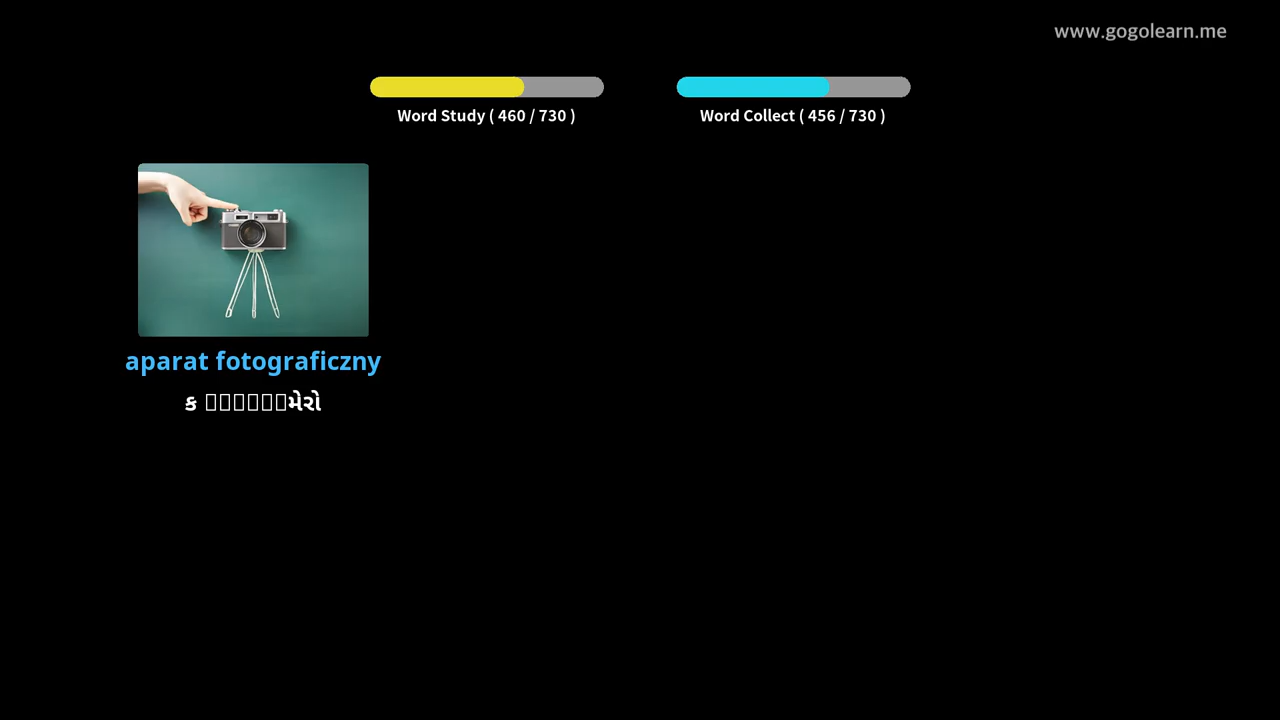 www.gogolearn.me
Word Study ( 460 / 730 )
Word Collect ( 456 / 730 )
aparat fotograficzny
ક □□□□□□મેરો